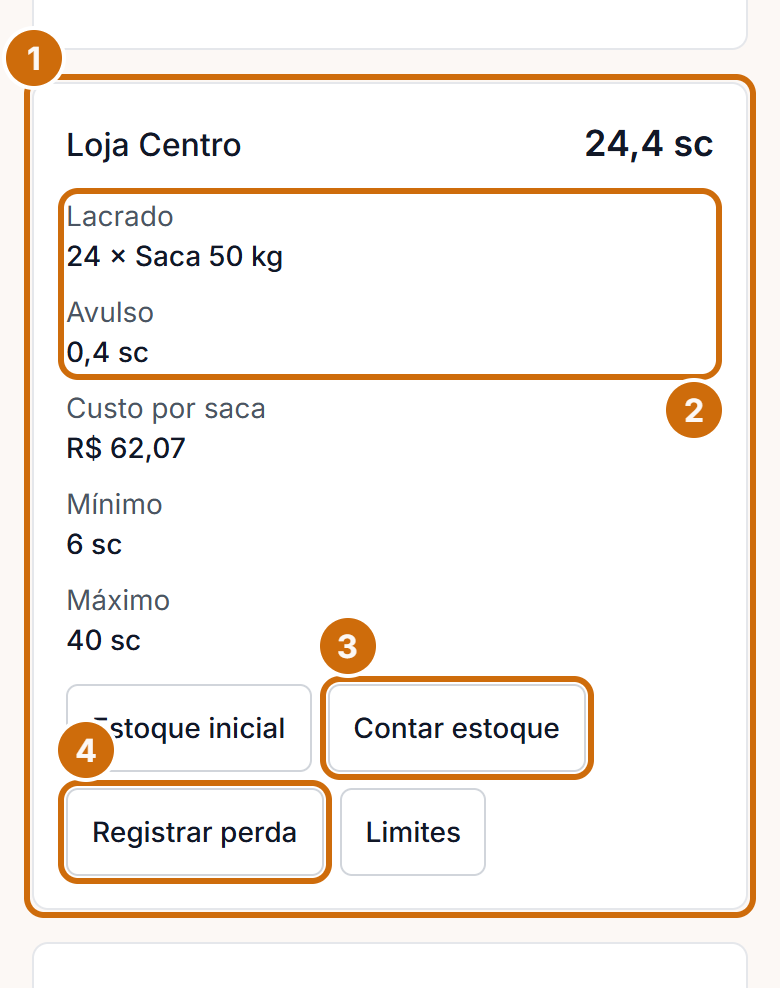 1
Loja Centro 24,4 sc
Lacrado
24 × Saca 50 kg
Avulso
0,4 sc
2
Custo por saca
R$ 62,07
Mínimo
6 sc
Máximo
40 sc
3
Estoque inicial Contar estoque
4
Registrar perda Limites